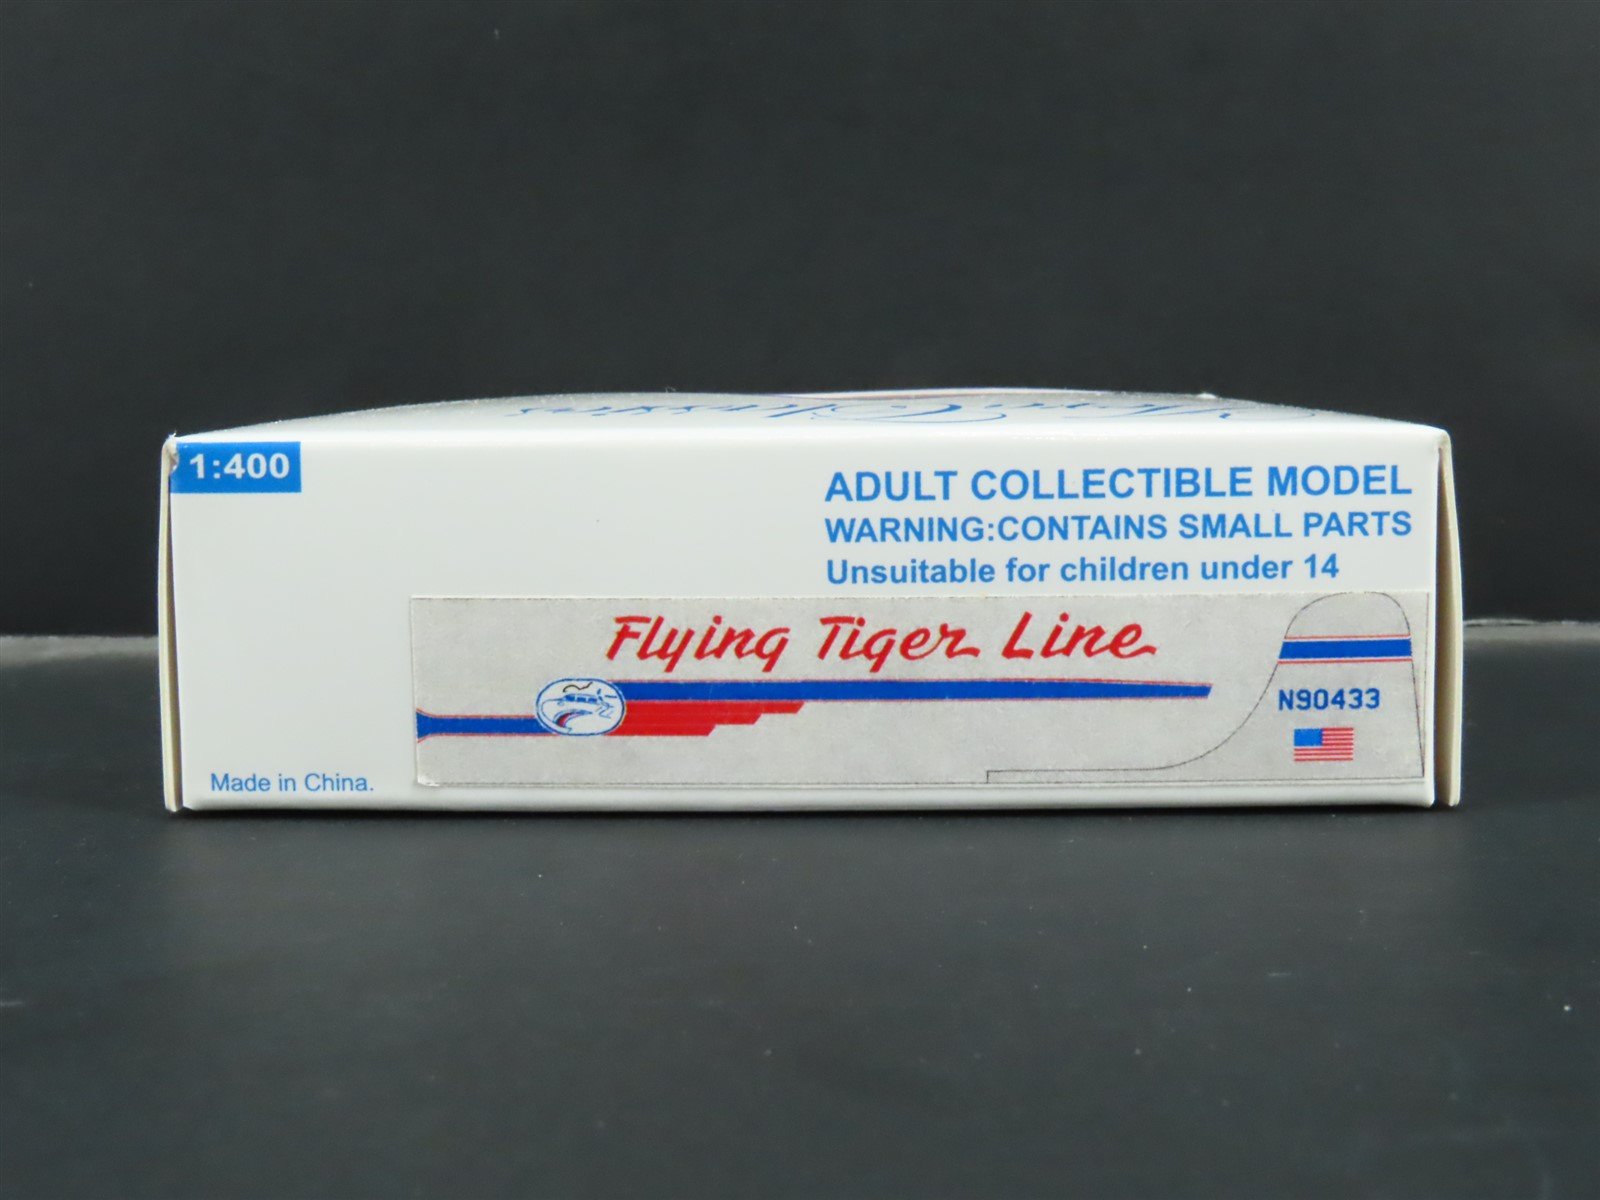 1:400
ADULT COLLECTIBLE MODEL
WARNING:CONTAINS SMALL PARTS
Unsuitable for children under 14
Flying Tiger Line
N90433
Made in China.